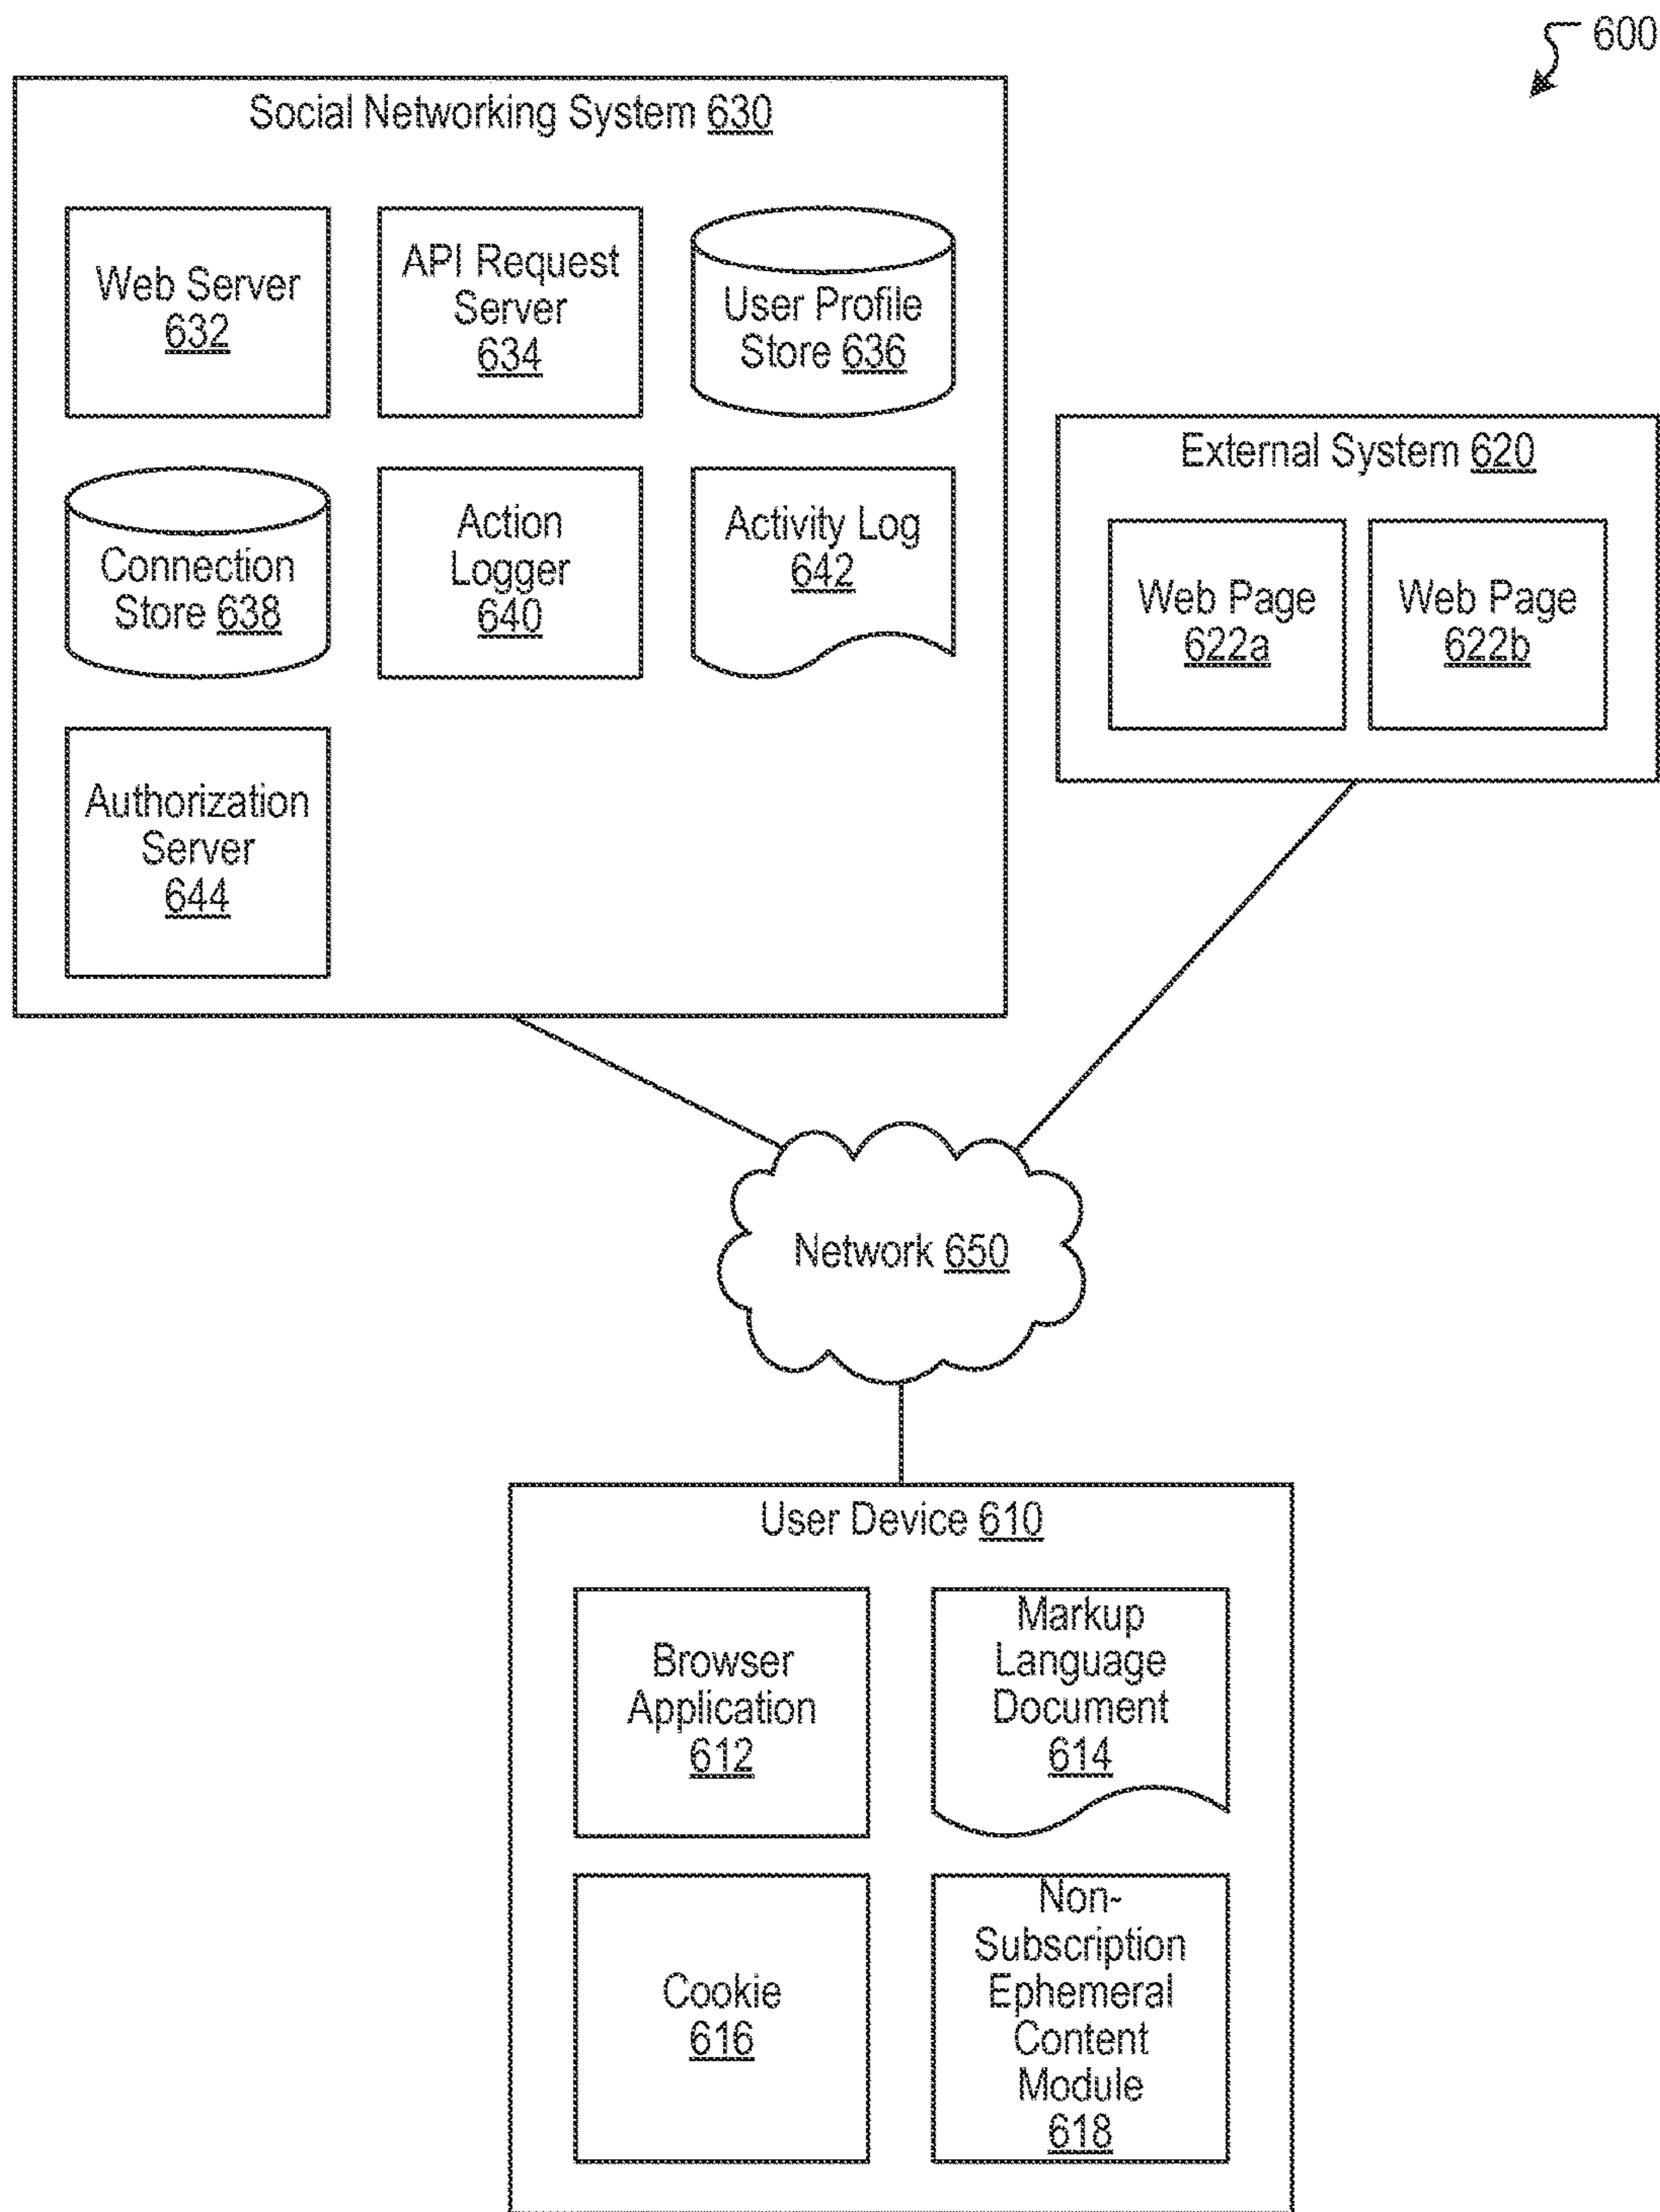 600
Social Networking System 630
Web Server
632
API Request
Server
634
User Profile
Store 636
Connection
Store 638
Action
Logger
640
Activity Log
642
Authorization
Server
644
External System 620
Web Page
622a
Web Page
622b
Network 650
User Device 610
Browser
Application
612
Markup
Language
Document
614
Cookie
616
Non-
Subscription
Ephemeral
Content
Module
618